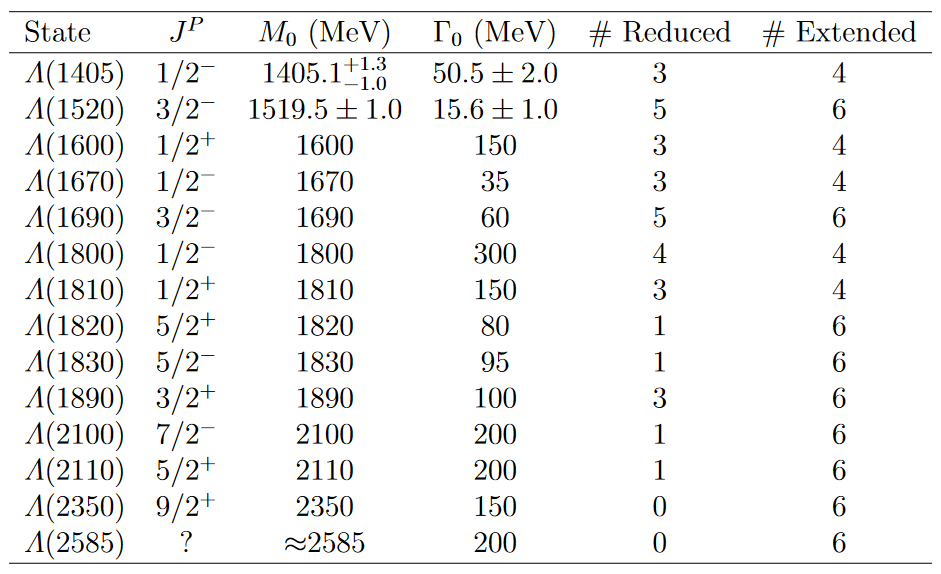 State J^P M₀ (MeV) Γ₀ (MeV) # Reduced # Extended
Λ(1405) 1/2⁻ 1405.1^{+1.3}_{−1.0} 50.5 ± 2.0 3 4
Λ(1520) 3/2⁻ 1519.5 ± 1.0 15.6 ± 1.0 5 6
Λ(1600) 1/2⁺ 1600 150 3 4
Λ(1670) 1/2⁻ 1670 35 3 4
Λ(1690) 3/2⁻ 1690 60 5 6
Λ(1800) 1/2⁻ 1800 300 4 4
Λ(1810) 1/2⁺ 1810 150 3 4
Λ(1820) 5/2⁺ 1820 80 1 6
Λ(1830) 5/2⁻ 1830 95 1 6
Λ(1890) 3/2⁺ 1890 100 3 6
Λ(2100) 7/2⁻ 2100 200 1 6
Λ(2110) 5/2⁺ 2110 200 1 6
Λ(2350) 9/2⁺ 2350 150 0 6
Λ(2585) ? ≈2585 200 0 6